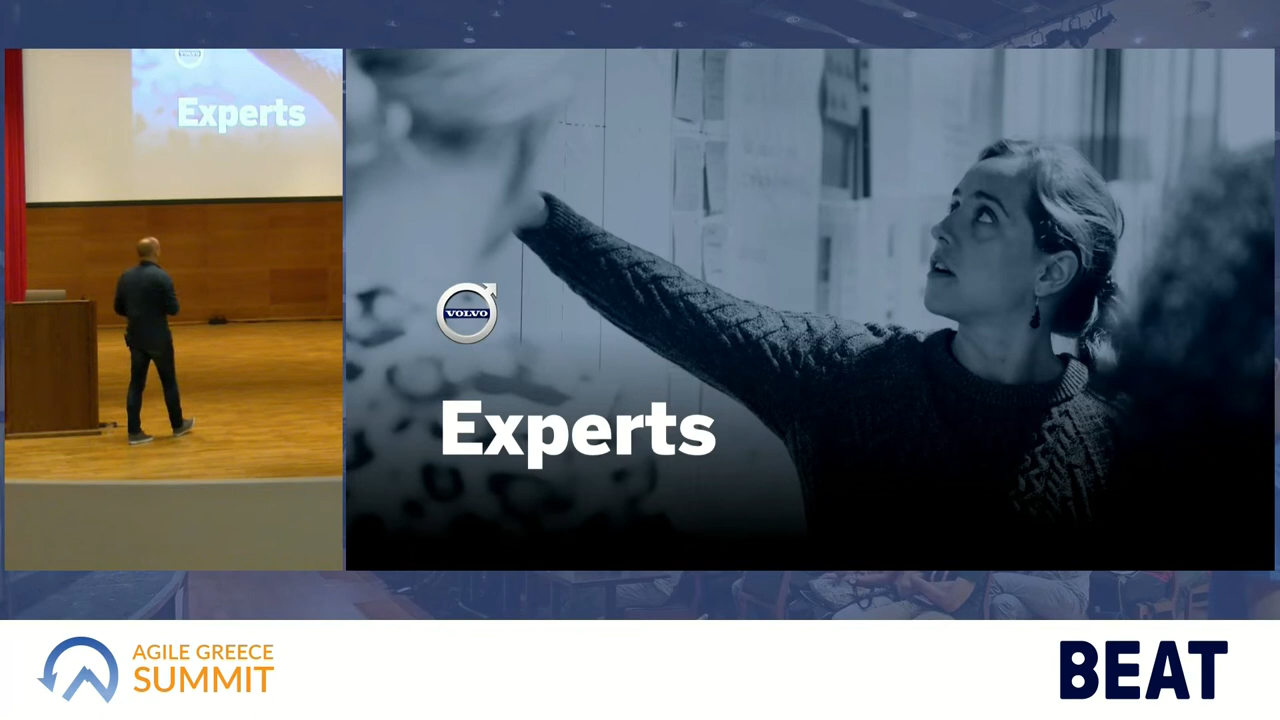 VOLVO
Experts
VOLVO
Experts
AGILE GREECE
SUMMIT
BEAT